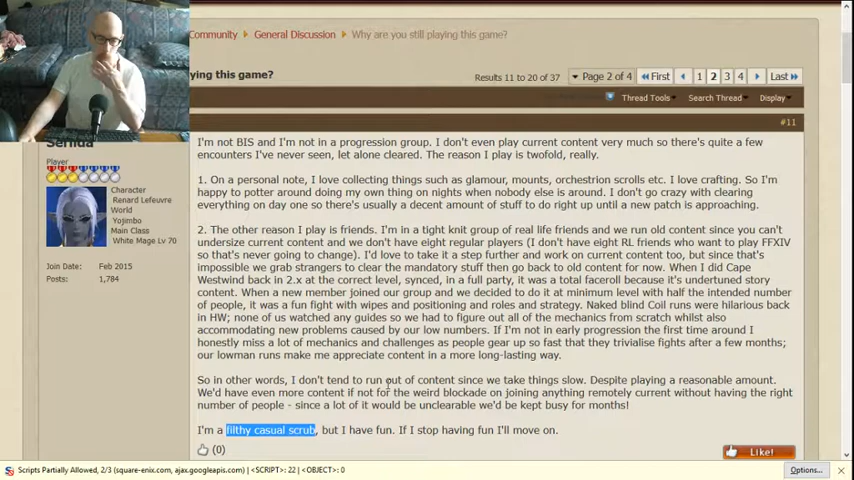 Community ▸ General Discussion ▸ Why are you still playing this game?
ying this game?
Results 11 to 20 of 37
Page 2 of 4
First
1
2
3
4
Last
Thread Tools
Search Thread
Display
#11
Player
Character
Renard Lefeuvre
World
Yojimbo
Main Class
White Mage Lv 70
Join Date: Feb 2015
Posts: 1,784
I'm not BIS and I'm not in a progression group. I don't even play current content very much so there's quite a few
encounters I've never seen, let alone cleared. The reason I play is twofold, really.
1. On a personal note, I love collecting things such as glamour, mounts, orchestrion scrolls etc. I love crafting. So I'm
happy to potter around doing my own thing on nights when nobody else is around. I don't go crazy with clearing
everything on day one so there's usually a decent amount of stuff to do right up until a new patch is approaching.
2. The other reason I play is friends. I'm in a tight knit group of real life friends and we run old content since you can't
undersize current content and we don't have eight regular players (I don't have eight RL friends who want to play FFXIV
so that's never going to change). I'd love to take it a step further and work on current content too, but since that's
impossible we grab strangers to clear the mandatory stuff then go back to old content for now. When I did Cape
Westwind back in 2.x at the correct level, synced, in a full party, it was a total faceroll because it's undertuned story
content. When a new member joined our group and we decided to do it at minimum level with half the intended number
of people, it was a fun fight with wipes and positioning and roles and strategy. Naked blind Coil runs were hilarious back
in HW; none of us watched any guides so we had to figure out all of the mechanics from scratch whilst also
accommodating new problems caused by our low numbers. If I'm not in early progression the first time around I
honestly miss a lot of mechanics and challenges as people gear up so fast that they trivialise fights after a few months;
our lowman runs make me appreciate content in a more long-lasting way.
So in other words, I don't tend to run out of content since we take things slow. Despite playing a reasonable amount.
We'd have even more content if not for the weird blockade on joining anything remotely current without having the right
number of people - since a lot of it would be unclearable we'd be kept busy for months!
I'm a filthy casual scrub, but I have fun. If I stop having fun I'll move on.
(0)
Like!
Scripts Partially Allowed, 2/3 (square-enix.com, ajax.googleapis.com) | <SCRIPT>: 22 | <OBJECT>: 0
Options...